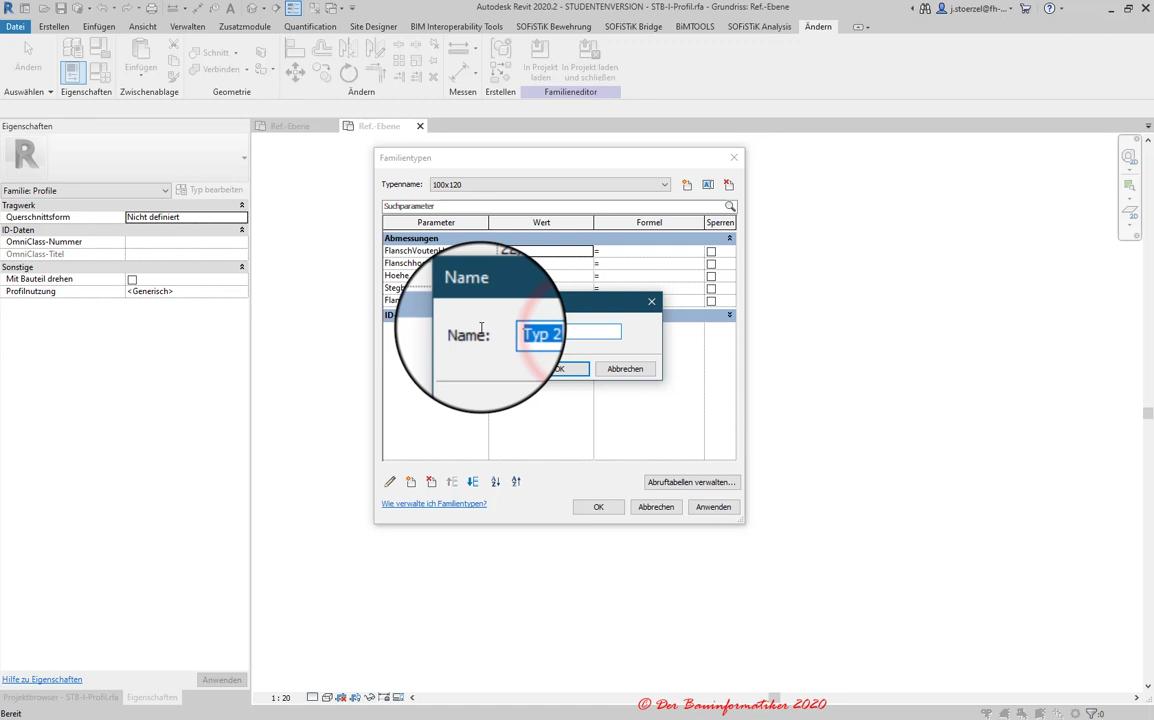 Autodesk Revit 2020.2 - STUDENTENVERSION - STB-I-Profil.rfa - Grundriss: Ref.-Ebene
j.stoerzel@fh-...
Datei Erstellen Einfügen Ansicht Verwalten Zusatzmodule Quantification Site Designer BIM Interoperability Tools SOFiSTiK Bewehrung SOFiSTiK Bridge BiMTOOLS SOFiSTiK Analysis Ändern
Ändern
Einfügen
Schnitt
Verbinden
In Projekt laden
In Projekt laden und schließen
Auswählen Eigenschaften Zwischenablage Geometrie Ändern Messen Erstellen Familieneditor
Eigenschaften
Ref.-Ebene
Ref.-Ebene
Familie: Profile
Typ bearbeiten
Tragwerk
Querschnittsform Nicht definiert
ID-Daten
OmniClass-Nummer
OmniClass-Titel
Sonstige
Mit Bauteil drehen
Profilnutzung <Generisch>
Familientypen
Typenname: 100x120
Suchparameter
Parameter Wert Formel Sperren
Abmessungen
=
=
=
=
=
Name
Name: Typ 2
OK Abbrechen
Abruftabellen verwalten...
Wie verwalte ich Familientypen?
OK Abbrechen Anwenden
Hilfe zu Eigenschaften
Anwenden
Projektbrowser - STB-I-Profil.rfa Eigenschaften
1 : 20
Bereit
:0
© Der Bauinformatiker 2020